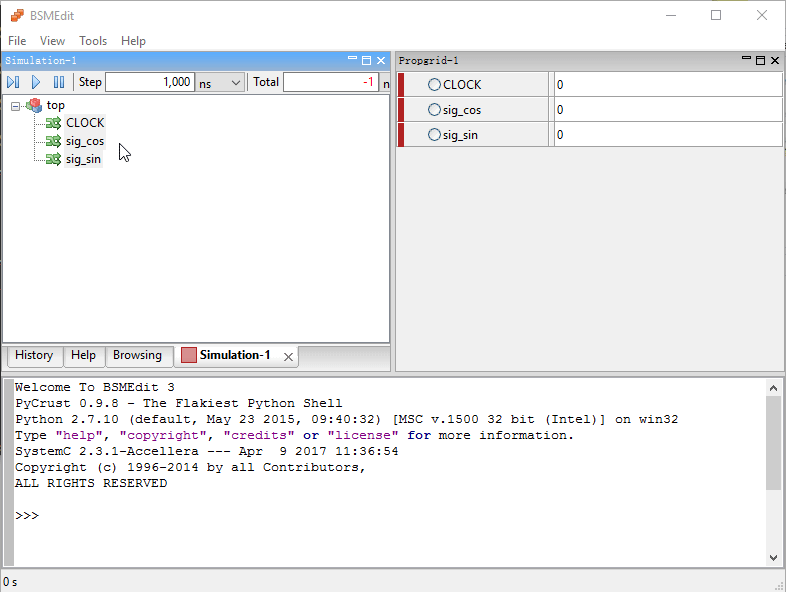 BSMEdit
File View Tools Help
Simulation-1
Step 1,000 ns Total -1 n
top
CLOCK
sig_cos
sig_sin
History Help Browsing Simulation-1
Propgrid-1
CLOCK 0
sig_cos 0
sig_sin 0
Welcome To BSMEdit 3
PyCrust 0.9.8 - The Flakiest Python Shell
Python 2.7.10 (default, May 23 2015, 09:40:32) [MSC v.1500 32 bit (Intel)] on win32
Type "help", "copyright", "credits" or "license" for more information.
SystemC 2.3.1-Accellera --- Apr  9 2017 11:36:54
Copyright (c) 1996-2014 by all Contributors,
ALL RIGHTS RESERVED
>>>
0 s